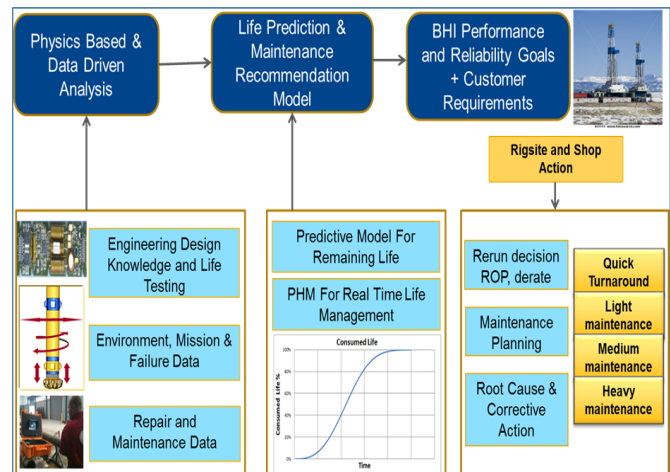 Physics Based &
Data Driven
Analysis
Life Prediction &
Maintenance
Recommendation
Model
BHI Performance
and Reliability Goals
+ Customer
Requirements
Rigsite and Shop
Action
Engineering Design
Knowledge and Life
Testing
Environment, Mission &
Failure Data
Repair and
Maintenance Data
Predictive Model For
Remaining Life
PHM For Real Time Life
Management
Consumed Life
100%
80%
60%
40%
20%
0%
Consumed Life %
Time
Rerun decision
ROP, derate
Maintenance
Planning
Root Cause &
Corrective
Action
Quick
Turnaround
Light
maintenance
Medium
maintenance
Heavy
maintenance